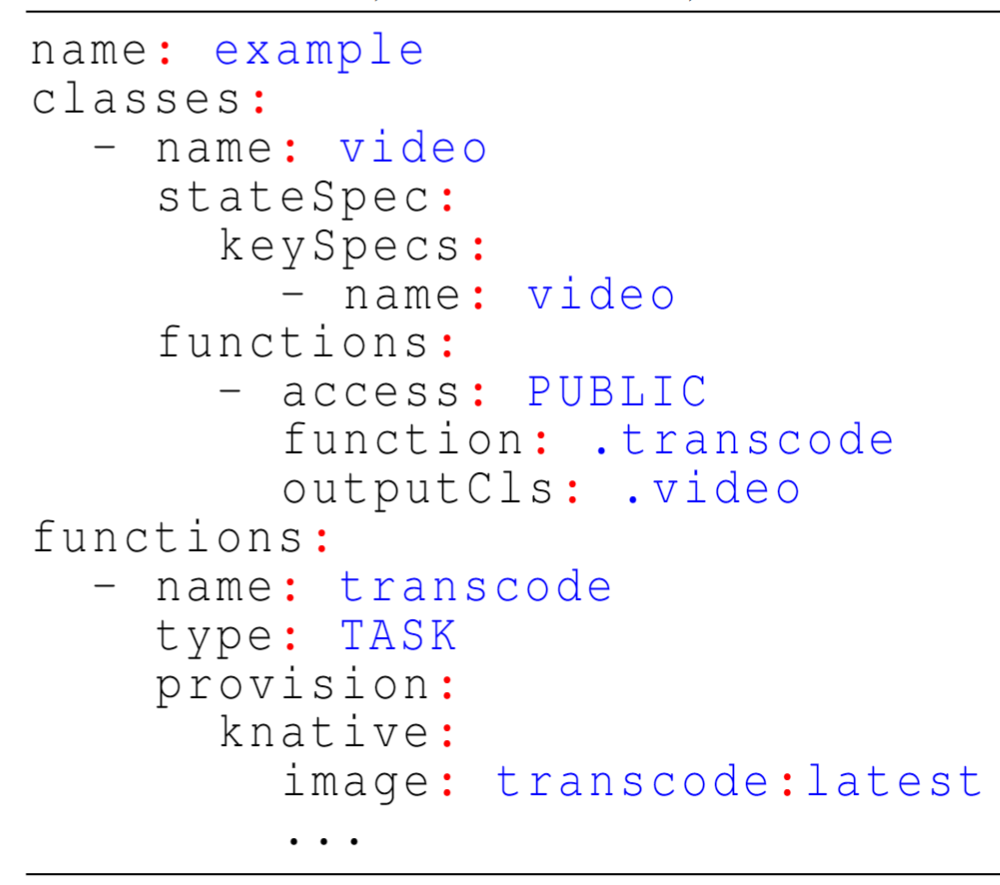 name: example
classes:
  - name: video
    stateSpec:
      keySpecs:
        - name: video
    functions:
      - access: PUBLIC
        function: .transcode
        outputCls: .video
functions:
  - name: transcode
    type: TASK
    provision:
      knative:
        image: transcode:latest
        ...